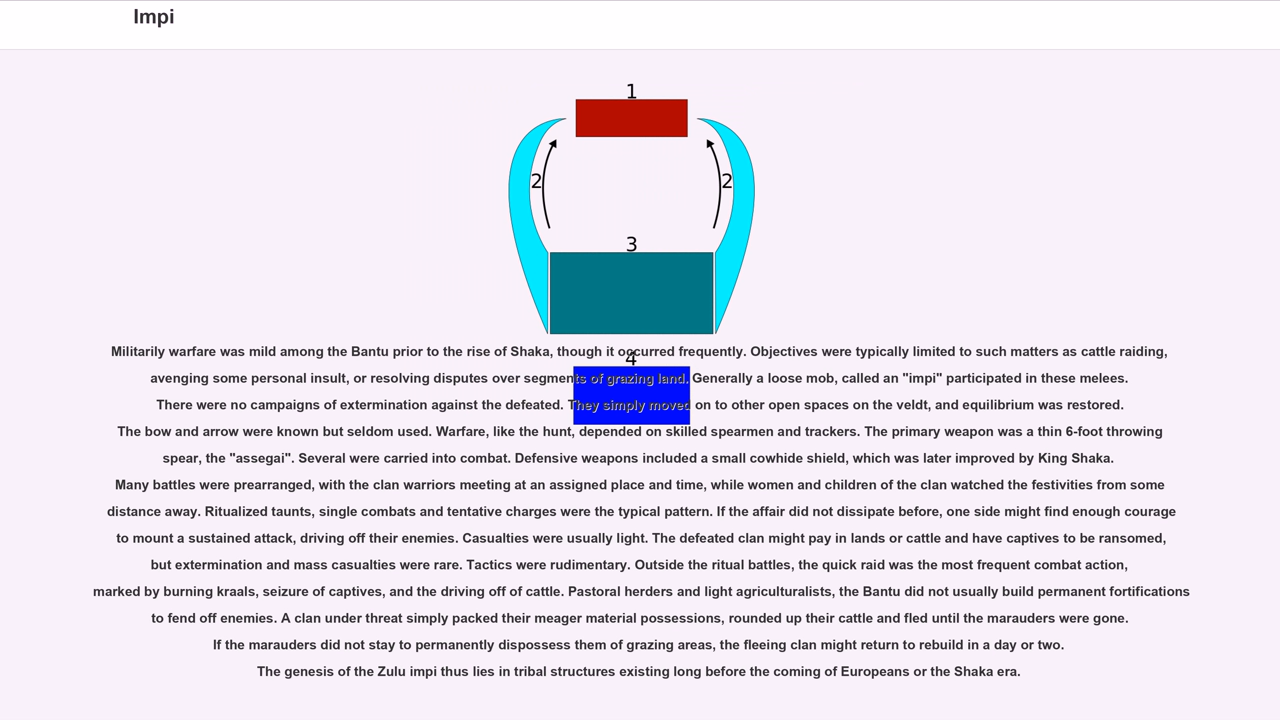 Impi
1
2
2
3
4
Militarily warfare was mild among the Bantu prior to the rise of Shaka, though it occurred frequently. Objectives were typically limited to such matters as cattle raiding,
avenging some personal insult, or resolving disputes over segments of grazing land. Generally a loose mob, called an "impi" participated in these melees.
There were no campaigns of extermination against the defeated. They simply moved on to other open spaces on the veldt, and equilibrium was restored.
The bow and arrow were known but seldom used. Warfare, like the hunt, depended on skilled spearmen and trackers. The primary weapon was a thin 6-foot throwing
spear, the "assegai". Several were carried into combat. Defensive weapons included a small cowhide shield, which was later improved by King Shaka.
Many battles were prearranged, with the clan warriors meeting at an assigned place and time, while women and children of the clan watched the festivities from some
distance away. Ritualized taunts, single combats and tentative charges were the typical pattern. If the affair did not dissipate before, one side might find enough courage
to mount a sustained attack, driving off their enemies. Casualties were usually light. The defeated clan might pay in lands or cattle and have captives to be ransomed,
but extermination and mass casualties were rare. Tactics were rudimentary. Outside the ritual battles, the quick raid was the most frequent combat action,
marked by burning kraals, seizure of captives, and the driving off of cattle. Pastoral herders and light agriculturalists, the Bantu did not usually build permanent fortifications
to fend off enemies. A clan under threat simply packed their meager material possessions, rounded up their cattle and fled until the marauders were gone.
If the marauders did not stay to permanently dispossess them of grazing areas, the fleeing clan might return to rebuild in a day or two.
The genesis of the Zulu impi thus lies in tribal structures existing long before the coming of Europeans or the Shaka era.